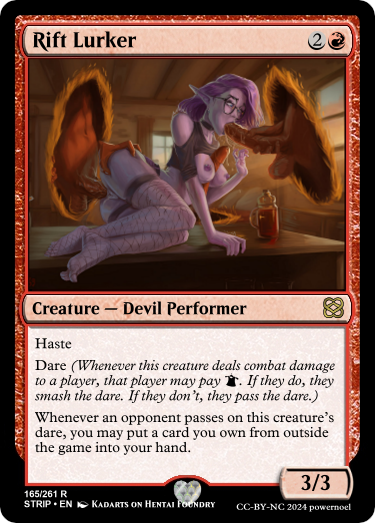 Rift Lurker 2
Creature — Devil Performer
Haste
Dare (Whenever this creature deals combat damage
to a player, that player may pay . If they do, they
smash the dare. If they don't, they pass the dare.)
Whenever an opponent passes on this creature's
dare, you may put a card you own from outside
the game into your hand.
3/3
165/261 R
STRIP • EN Kadarts on Hentai Foundry
CC-BY-NC 2024 powernoel